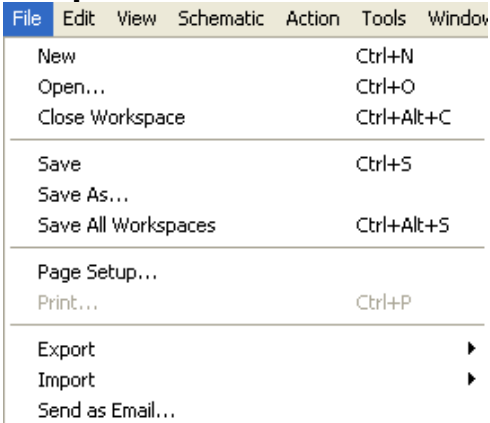 File Edit View Schematic Action Tools Window
New Ctrl+N
Open... Ctrl+O
Close Workspace Ctrl+Alt+C
Save Ctrl+S
Save As...
Save All Workspaces Ctrl+Alt+S
Page Setup...
Print... Ctrl+P
Export
Import
Send as Email...